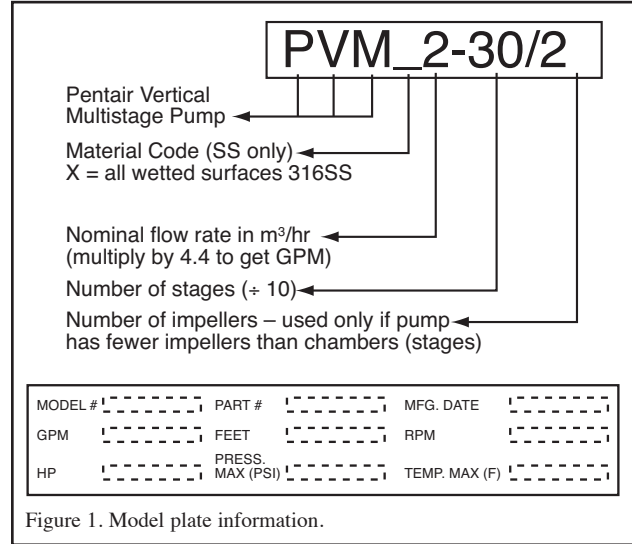 PVM_2-30/2
Pentair Vertical
Multistage Pump
Material Code (SS only)
X = all wetted surfaces 316SS
Nominal flow rate in m³/hr
(multiply by 4.4 to get GPM)
Number of stages (÷ 10)
Number of impellers – used only if pump
has fewer impellers than chambers (stages)
MODEL # PART # MFG. DATE
GPM FEET RPM
HP PRESS. MAX (PSI) TEMP. MAX (F)
Figure 1. Model plate information.